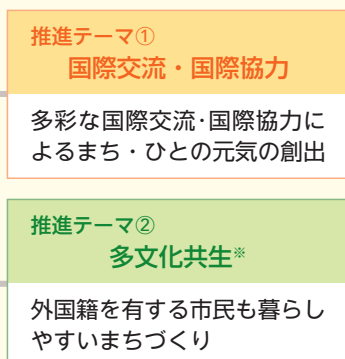 推進テーマ①
国際交流・国際協力
多彩な国際交流・国際協力に
よるまち・ひとの元気の創出
推進テーマ②
多文化共生※
外国籍を有する市民も暮らし
やすいまちづくり